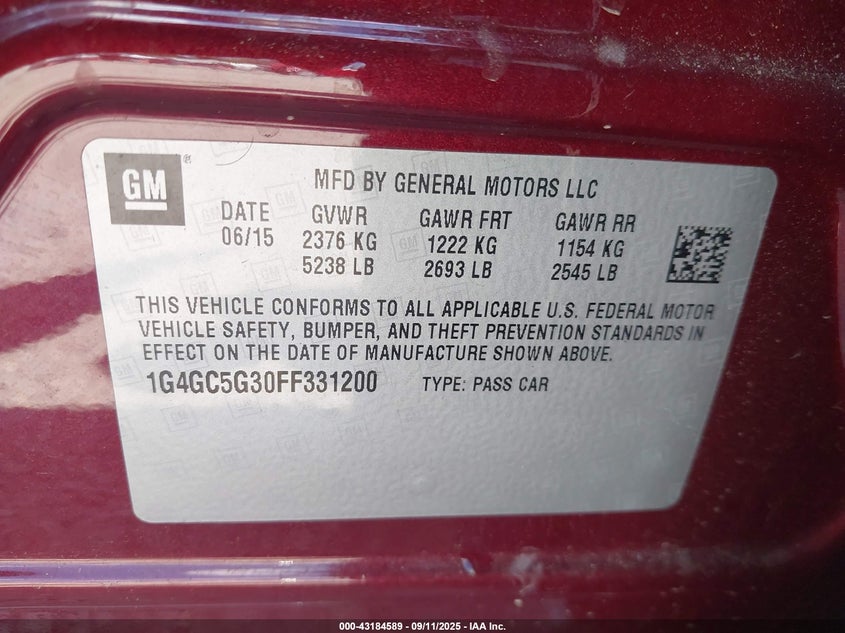 GM
MFD BY GENERAL MOTORS LLC
DATE GVWR GAWR FRT GAWR RR
06/15 2376 KG 1222 KG 1154 KG
5238 LB 2693 LB 2545 LB
THIS VEHICLE CONFORMS TO ALL APPLICABLE U.S. FEDERAL MOTOR
VEHICLE SAFETY, BUMPER, AND THEFT PREVENTION STANDARDS IN
EFFECT ON THE DATE OF MANUFACTURE SHOWN ABOVE.
1G4GC5G30FF331200 TYPE: PASS CAR
000-43184589 - 09/11/2025 - IAA Inc.